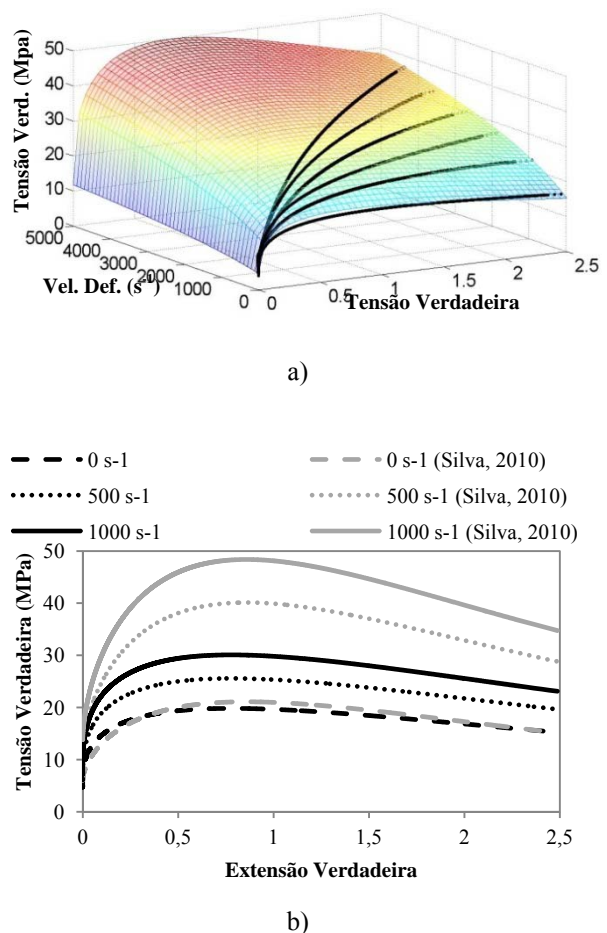 50
40
30
20
10
0
Tensão Verd. (Mpa)
5000
4000
3000
2000
1000
0
Vel. Def. (s-1)
0
0.5
1
1.5
2
2.5
Tensão Verdadeira
a)
0 s-1
0 s-1 (Silva, 2010)
500 s-1
500 s-1 (Silva, 2010)
1000 s-1
1000 s-1 (Silva, 2010)
Tensão Verdadeira (MPa)
50
40
30
20
10
0
0
0,5
1
1,5
2
2,5
Extensão Verdadeira
b)